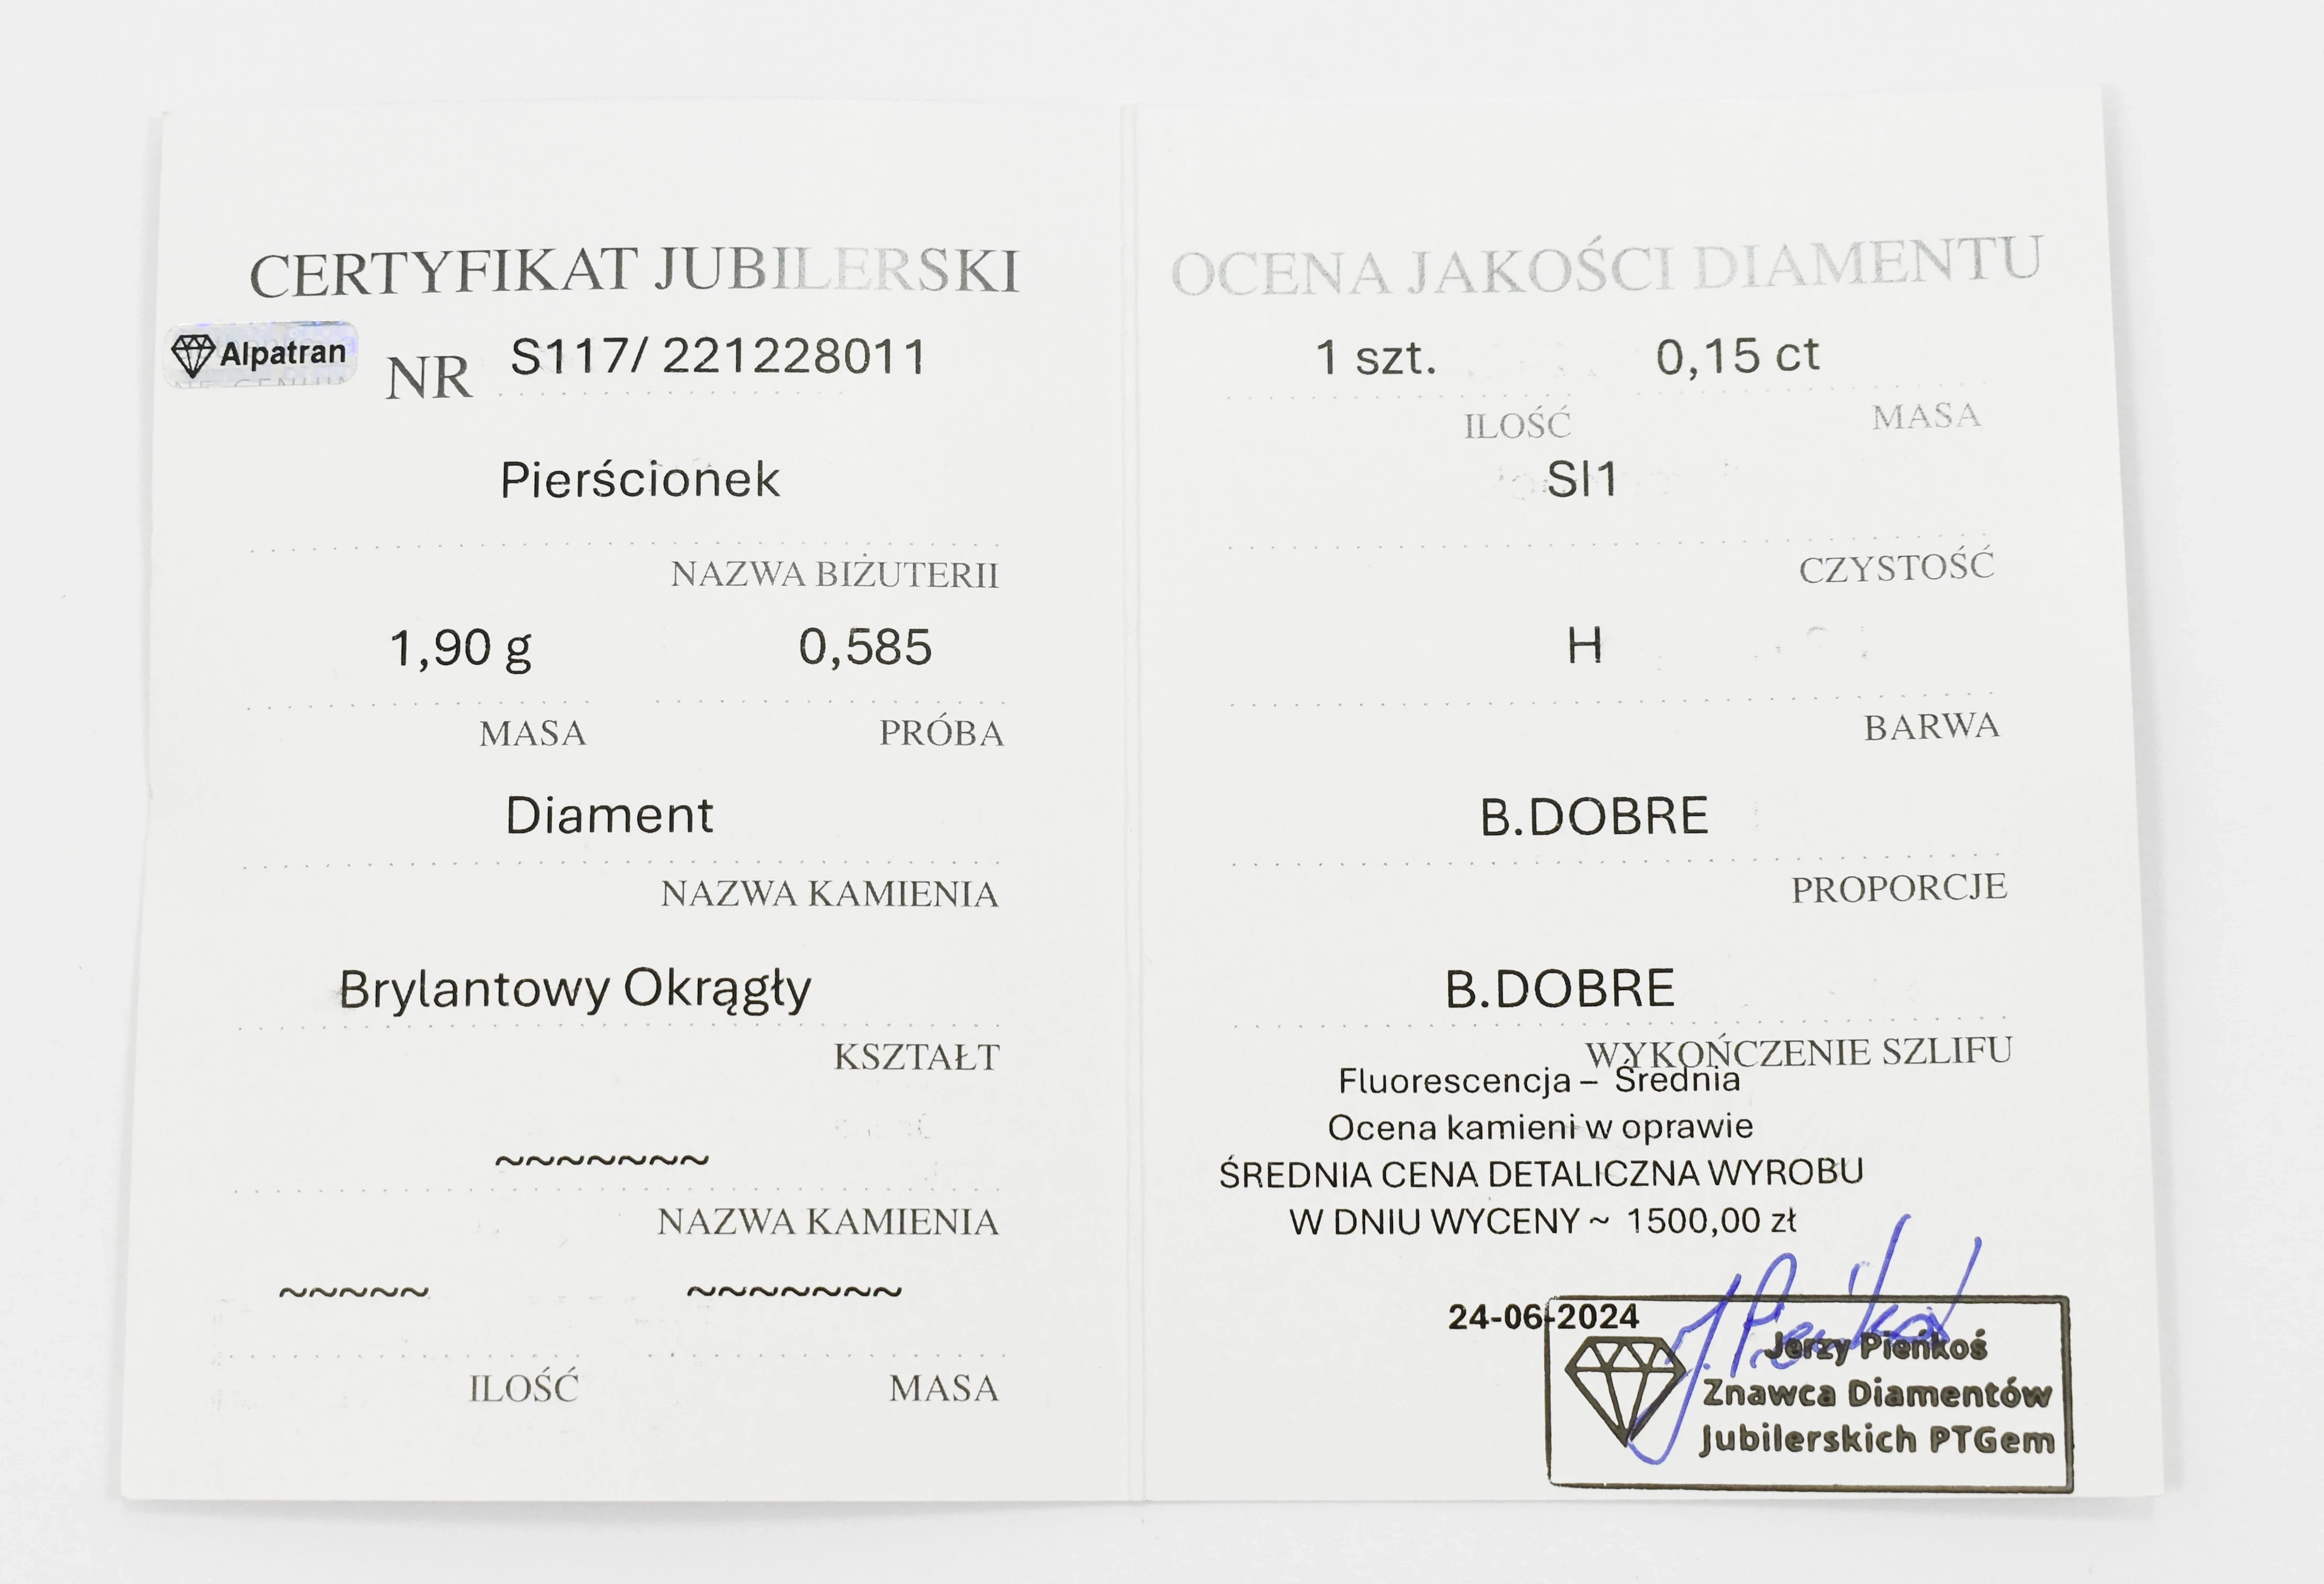 CERTYFIKAT JUBILERSKI
Alpatran
NR S117/ 221228011
Pierścionek
NAZWA BIŻUTERII
1,90 g 0,585
MASA PRÓBA
Diament
NAZWA KAMIENIA
Brylantowy Okrągły
KSZTAŁT
~~~~~~~
NAZWA KAMIENIA
~~~~~ ~~~~~~~
ILOŚĆ MASA
OCENA JAKOŚCI DIAMENTU
1 szt. 0,15 ct
ILOŚĆ MASA
SI1
CZYSTOŚĆ
H
BARWA
B.DOBRE
PROPORCJE
B.DOBRE
WYKOŃCZENIE SZLIFU
Fluorescencja – Średnia
Ocena kamieni w oprawie
ŚREDNIA CENA DETALICZNA WYROBU
W DNIU WYCENY ~ 1500,00 zł
24-06-2024
J. Pieńkoś
Jerzy Pieńkoś
Znawca Diamentów
Jubilerskich PTGem